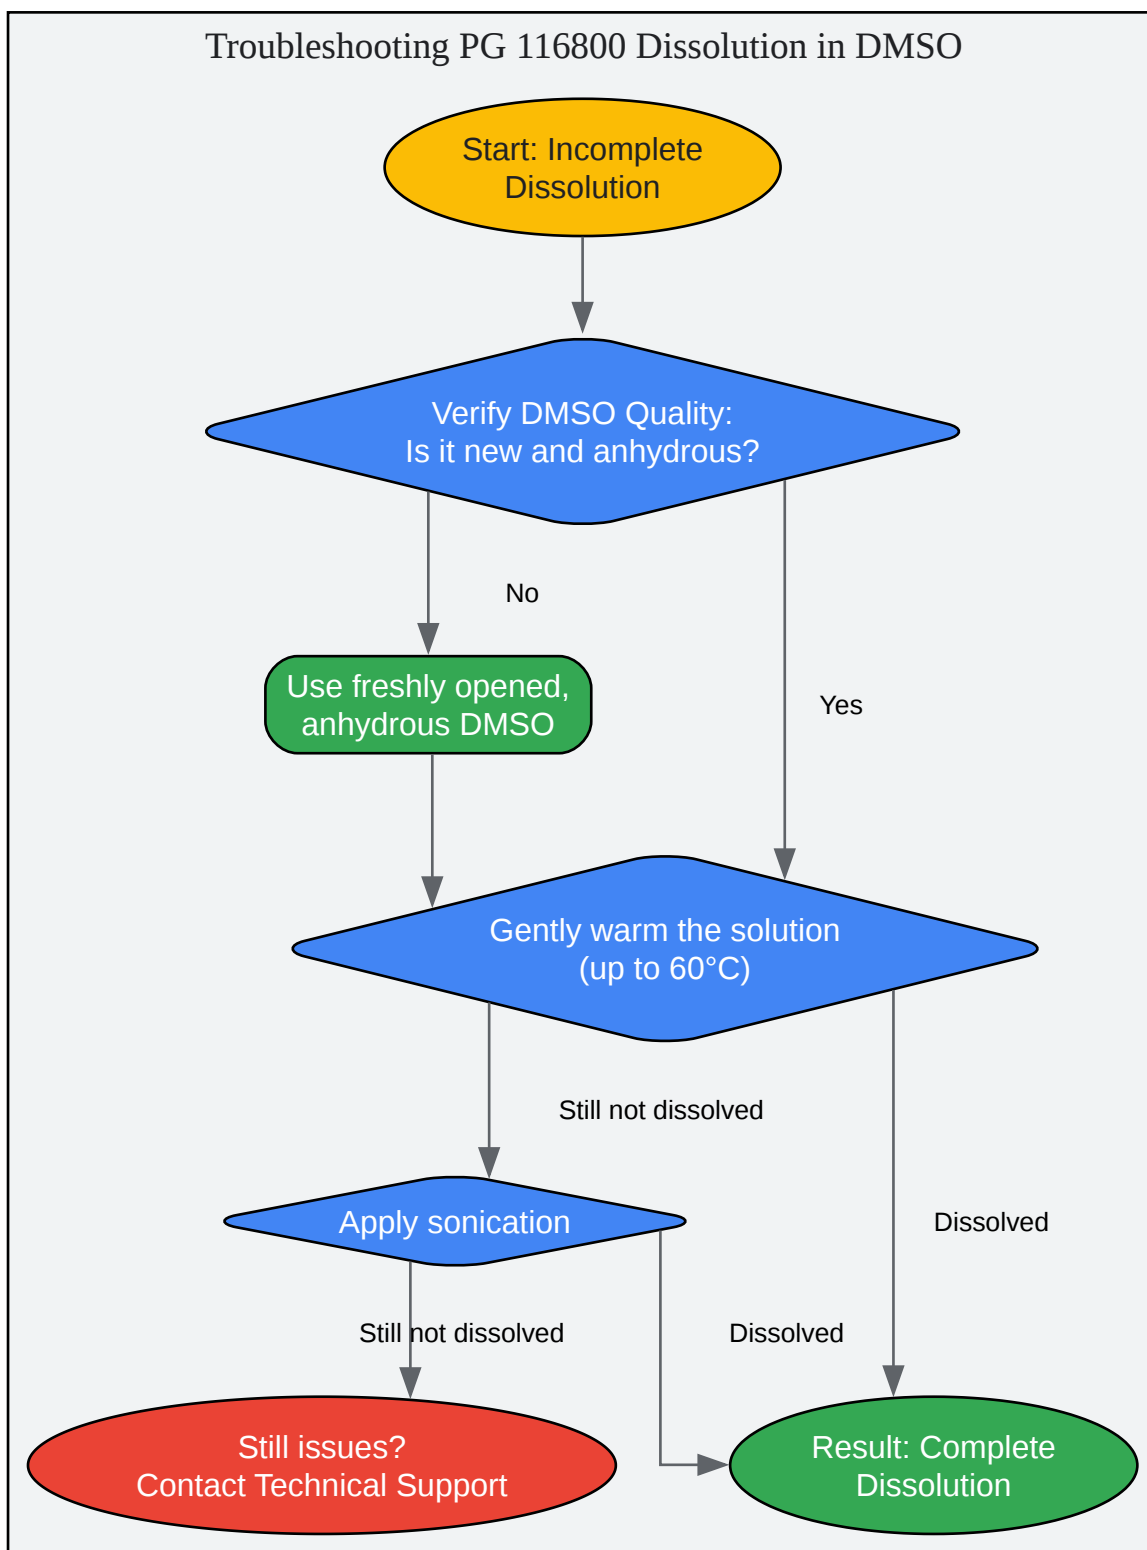 Troubleshooting PG 116800 Dissolution in DMSO
Start: Incomplete
Dissolution
Verify DMSO Quality:
Is it new and anhydrous?
No
Use freshly opened,
anhydrous DMSO
Yes
Gently warm the solution
(up to 60°C)
Still not dissolved
Apply sonication
Dissolved
Still not dissolved
Dissolved
Still issues?
Contact Technical Support
Result: Complete
Dissolution